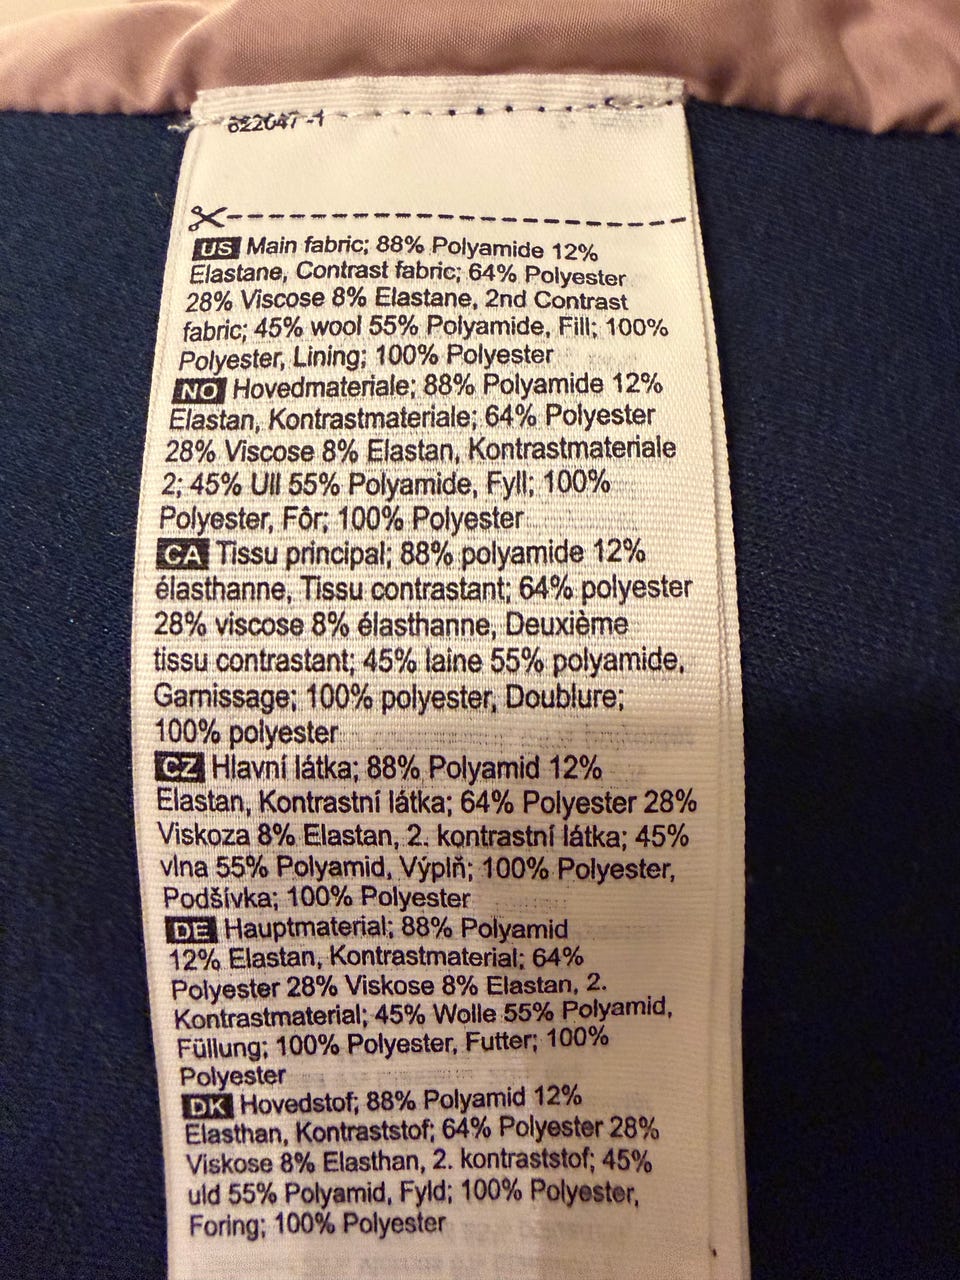 622647 -1
US Main fabric; 88% Polyamide 12%
Elastane, Contrast fabric; 64% Polyester
28% Viscose 8% Elastane, 2nd Contrast
fabric; 45% wool 55% Polyamide, Fill; 100%
Polyester, Lining; 100% Polyester
NO Hovedmateriale; 88% Polyamide 12%
Elastan, Kontrastmateriale; 64% Polyester
28% Viscose 8% Elastan, Kontrastmateriale
2; 45% Ull 55% Polyamide, Fyll; 100%
Polyester, Fôr; 100% Polyester
CA Tissu principal; 88% polyamide 12%
élasthanne, Tissu contrastant; 64% polyester
28% viscose 8% élasthanne, Deuxième
tissu contrastant; 45% laine 55% polyamide,
Garnissage; 100% polyester, Doublure;
100% polyester
CZ Hlavní látka; 88% Polyamid 12%
Elastan, Kontrastní látka; 64% Polyester 28%
Viskoza 8% Elastan, 2. kontrastní látka; 45%
vlna 55% Polyamid, Výplň; 100% Polyester,
Podšívka; 100% Polyester
DE Hauptmaterial; 88% Polyamid
12% Elastan, Kontrastmaterial; 64%
Polyester 28% Viskose 8% Elastan, 2.
Kontrastmaterial; 45% Wolle 55% Polyamid,
Füllung; 100% Polyester, Futter; 100%
Polyester
DK Hovedstof; 88% Polyamid 12%
Elasthan, Kontraststof; 64% Polyester 28%
Viskose 8% Elasthan, 2. kontraststof; 45%
uld 55% Polyamid, Fyld; 100% Polyester,
Foring; 100% Polyester